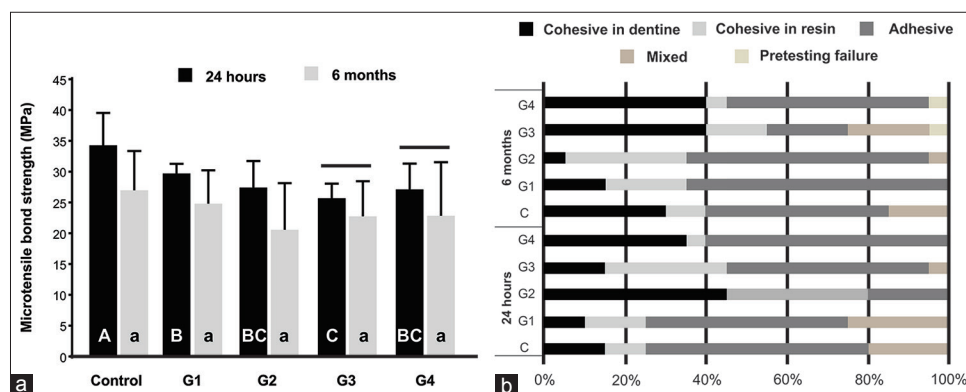 24 hours 6 months
Microtensile bond strength (MPa)
45
40
35
30
25
20
15
10
5
0
A a B a BC a C a BC a
Control G1 G2 G3 G4
a
Cohesive in dentine Cohesive in resin Adhesive
Mixed Pretesting failure
6 months
G4
G3
G2
G1
C
24 hours
G4
G3
G2
G1
C
0% 20% 40% 60% 80% 100%
b